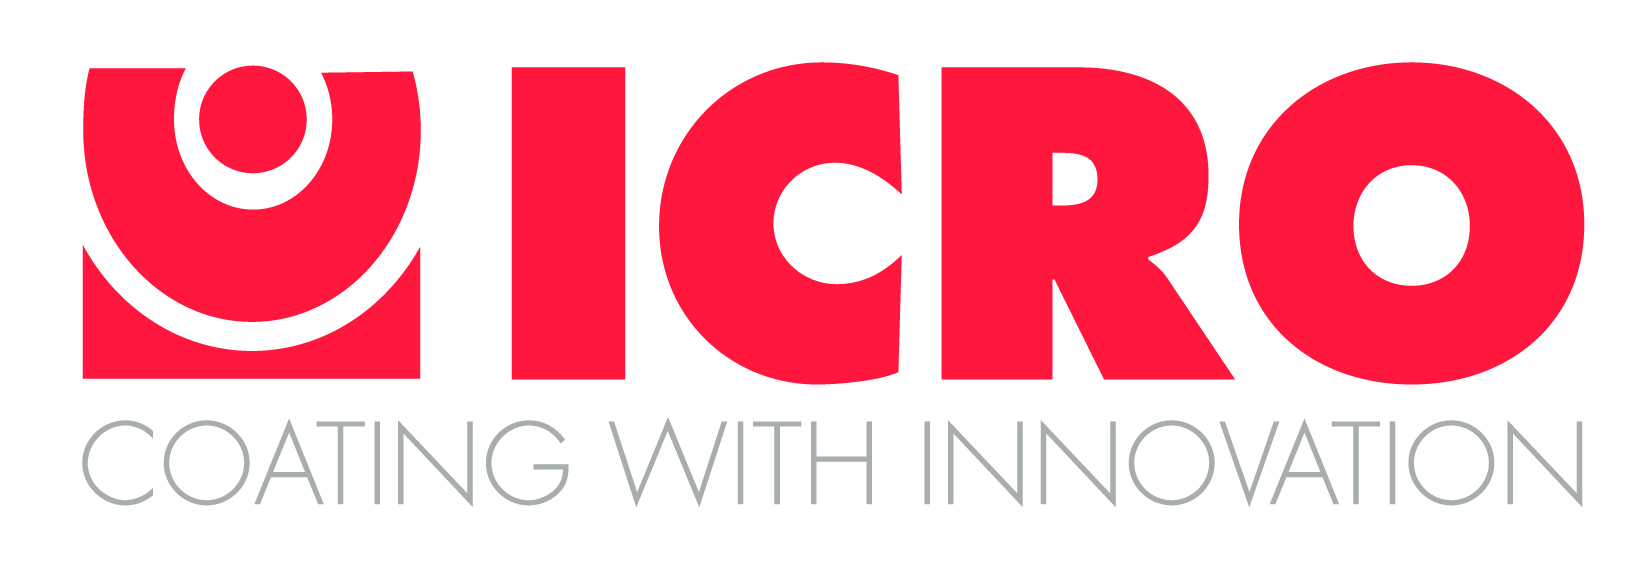 ICRO
COATING WITH INNOVATION